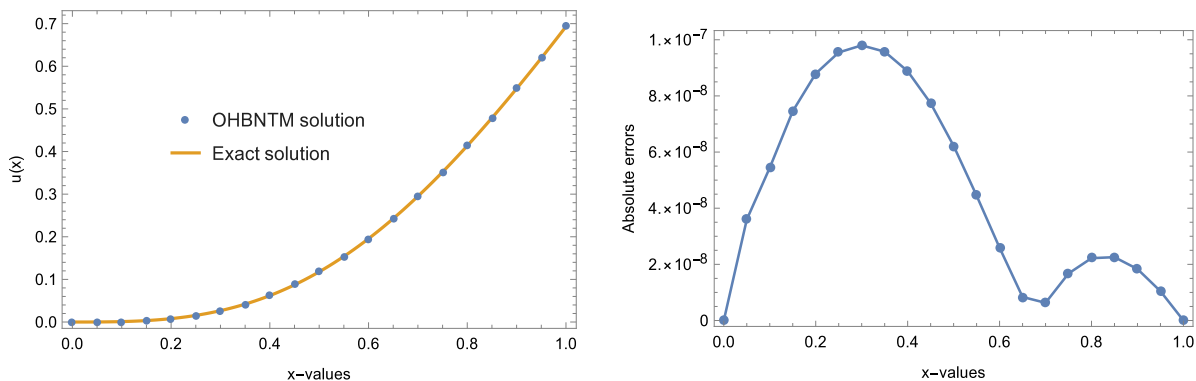 0.7
0.6
0.5
0.4
0.3
0.2
0.1
0.0
u(x)
OHBNTM solution
Exact solution
0.0 0.2 0.4 0.6 0.8 1.0
x-values
1.×10⁻⁷
8.×10⁻⁸
6.×10⁻⁸
4.×10⁻⁸
2.×10⁻⁸
0
Absolute errors
0.0 0.2 0.4 0.6 0.8 1.0
x-values